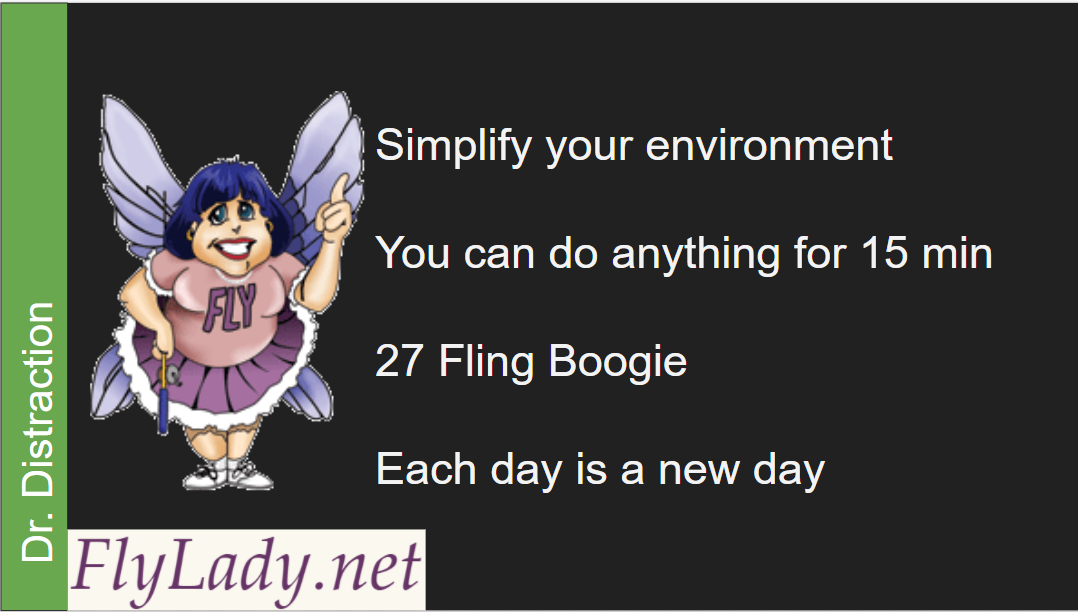 Dr. Distraction
FLY
Simplify your environment
You can do anything for 15 min
27 Fling Boogie
Each day is a new day
FlyLady.net